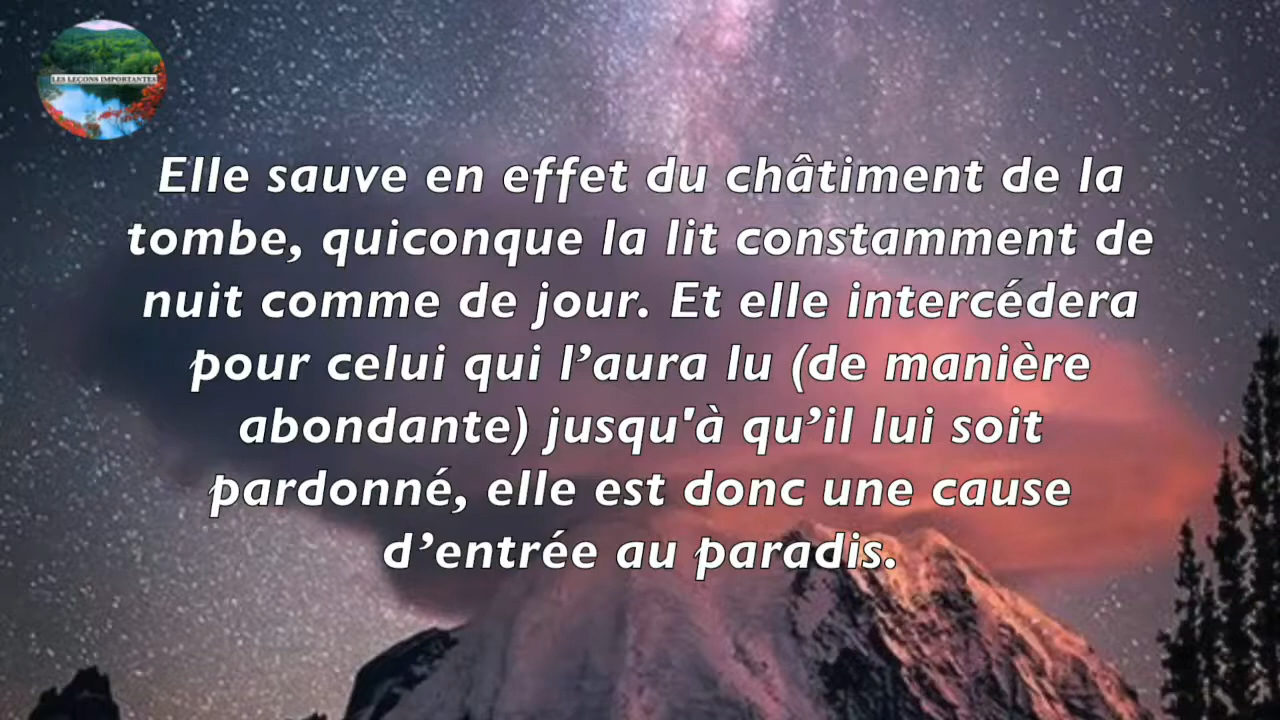 LES LEÇONS IMPORTANTES
Elle sauve en effet du châtiment de la
tombe, quiconque la lit constamment de
nuit comme de jour. Et elle intercédera
pour celui qui l’aura lu (de manière
abondante) jusqu'à qu’il lui soit
pardonné, elle est donc une cause
d’entrée au paradis.